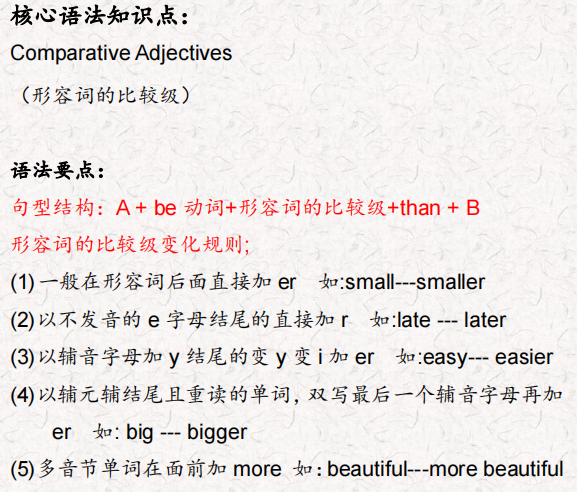 核心语法知识点：
Comparative Adjectives
（形容词的比较级）
语法要点：
句型结构：A + be 动词+形容词的比较级+than + B
形容词的比较级变化规则;
(1)一般在形容词后面直接加 er 如:small---smaller
(2)以不发音的 e 字母结尾的直接加 r 如:late --- later
(3)以辅音字母加 y 结尾的变 y 变 i 加 er 如:easy--- easier
(4)以辅元辅结尾且重读的单词，双写最后一个辅音字母再加
er 如: big --- bigger
(5)多音节单词在面前加 more 如：beautiful---more beautiful